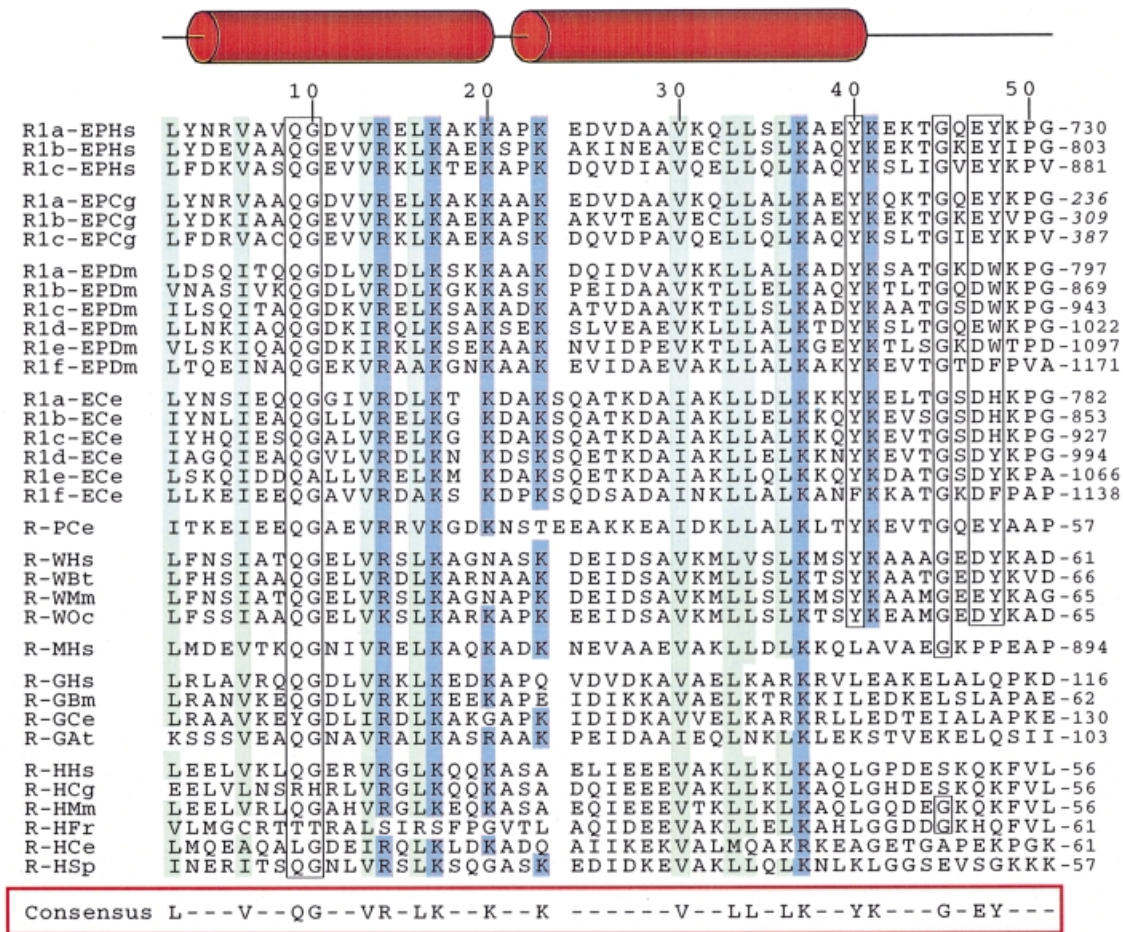 10 20 30 40 50
R1a-EPHs LYNRVAVQGDVVRELKAKKAPK EDVDAAVKQLLSLKAEYKEKTGQEYKPG-730
R1b-EPHs LYDEVAAQGEVVRKLKAEKSPK AKINEAVECLLSLKAQYKEKTGKEYIPG-803
R1c-EPHs LFDKVASQGEVVRKLKTEKAPK DQVDIAVQELLQLKAQYKSLIGVEYKPV-881
R1a-EPCg LYNRVAAQGDVVRELKAKKAAK EDVDAAVKQLLALKAEYKQKTGQEYKPG-236
R1b-EPCg LYDKIAAQGEVVRKLKAEKAPK AKVTEAVECLLSLKAEYKEKTGKEYVPG-309
R1c-EPCg LFDRVACQGEVVRKLKAEKASK DQVDPAVQELLQLKAQYKSLTGIEYKPV-387
R1a-EPDm LDSQITQQGDLVRDLKSKKAAK DQIDVAVKKLLALKADYKSATGKDWKPG-797
R1b-EPDm VNASIVKQGDLVRDLKGKKASK PEIDAAVKTLLELKAQYKTLTGQDWKPG-869
R1c-EPDm ILSQITAQGDKVRELKSAKADK ATVDAAVKTLLSLKADYKAATGSDWKPG-943
R1d-EPDm LLNKIAQQGDKIRQLKSAKSEK SLVEAEVKLLLALKTDYKSLTGQEWKPG-1022
R1e-EPDm VLSKIQAQGDKIRKLKSEKAAK NVIDPEVKTLLALKGEYKTLSGKDWTPD-1097
R1f-EPDm LTQEINAQGEKVRAAKGNKAAK EVIDAEVAKLLALKAKYKEVTGTDFPVA-1171
R1a-ECe LYNSIEQQGGIVRDLKT KDAKSQATKDAIAKLLDLKKKYKELTGSDHKPG-782
R1b-ECe IYNLIEAQGLLVRELKG KDAKSQATKDAIAKLLELKKQYKEVSGSDHKPG-853
R1c-ECe IYHQIESQGALVRELKG KDAKSQATKDAIAKLLALKKQYKEVTGSDHKPG-927
R1d-ECe IAGQIEAQGVLVRDLKN KDSKSQETKDAIAKLLELKKNYKEVTGSDYKPG-994
R1e-ECe LSKQIDDQALLVRELKM KDAKSQETKDAIAKLLQLKKQYKDATGSDYKPA-1066
R1f-ECe LLKEIEEQGAVVRDAKS KDPKSQDSADAINKLLALKANFKKATGKDFPAP-1138
R-PCe ITKEIEEQGAEVRRVKGDKNSTEEAKKEAIDKLLALKLTYKEVTGQEYAAP-57
R-WHs LFNSIATQGELVRSLKAGNASK DEIDSAVKMLVSLKMSYKAAAGEDYKAD-61
R-WBt LFHSIAAQGELVRDLKARNAAK DEIDSAVKMLLSLKTSYKAATGEDYKVD-66
R-WMm LFNSIATQGELVRSLKAGNAPK DEIDSAVKMLLSLKMSYKAAMGEEYKAG-65
R-WOc LFSSIAAQGELVKSLKARKAPK EEIDSAVKMLLSLKTSYKEAMGEDYKAD-65
R-MHs LMDEVTKQGNIVRELKAQKADK NEVAAEVAKLLDLKKQLAVAEGKPPEAP-894
R-GHs LRLAVRQQGDLVRKLKEDKAPQ VDVDKAVAELKARKRVLEAKELALQPKD-116
R-GBm LRANVKEQGDLVRKLKEEKAPE IDIKKAVAELKTRKKILEDKELSLAPAE-62
R-GCe LRAAVKEYGDLIRDLKAKGAPK IDIDKAVVELKARKRLLEDTEIALAPKE-130
R-GAt KSSSVEAQGNAVRALKASRAAK PEIDAAIEQLNKLKLEKSTVEKELQSII-103
R-HHs LEELVKLQGERVRGLKQQKASA ELIEEEVAKLLKLKAQLGPDESKQKFVL-56
R-HCg EELVLNSRHRLVRGLKQQKASA DQIEEEVAKLLKLKAQLGHDESKQKFVL-56
R-HMm LEELVRLQGAHVRGLKEQKASA EQIEEEVTKLLKLKAQLGQDEGKQKFVL-56
R-HFr VLMGCRTTTRALSIRSFPGVTL AQIDEEVAKLLELKAHLGGDDGKHQFVL-61
R-HCe LMQEAQALGDEIRQLKLDKADQ AIIKEKVALMQAKRKEAGETGAPEKPGK-61
R-HSp INERITSQGNLVRSLKSQGASK EDIDKEVAKLLQLKNLKLGGSEVSGKKK-57
Consensus L---V--QG--VR-LK--K--K ------V--LL-LK--YK---G-EY---